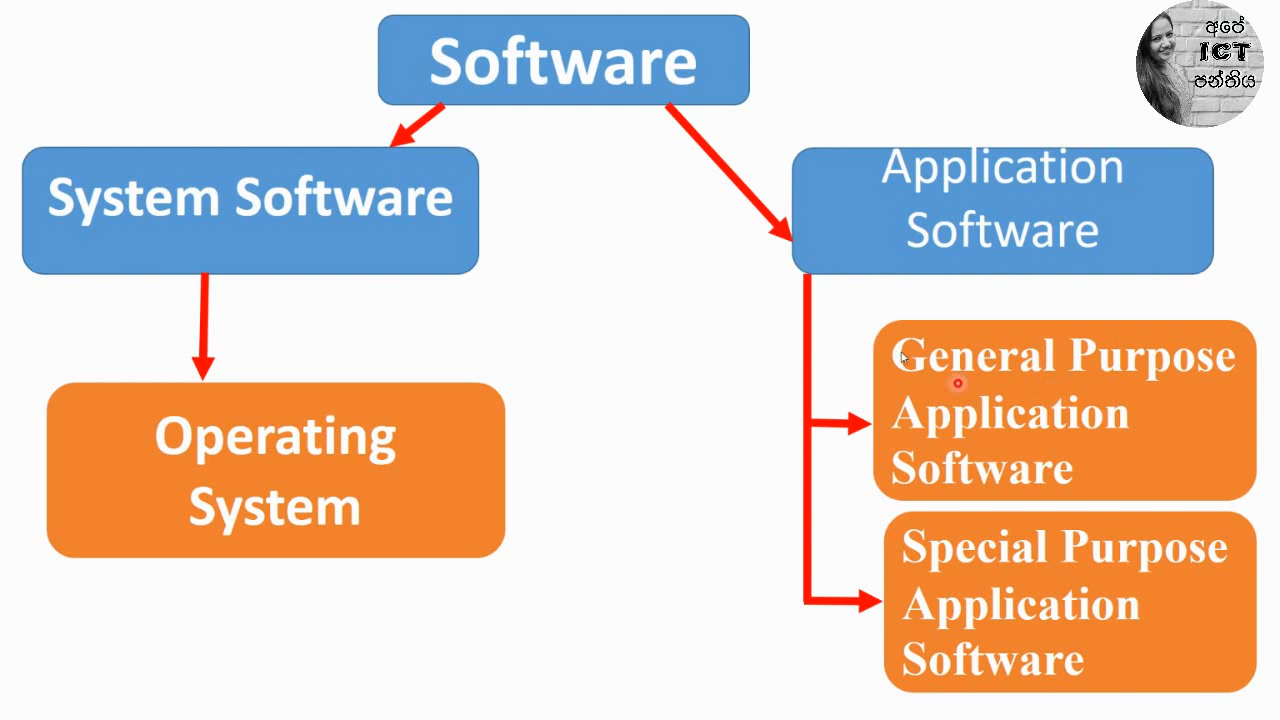 Software
අපේ
ICT
පන්තිය
System Software
Application
Software
Operating
System
General Purpose
Application
Software
Special Purpose
Application
Software